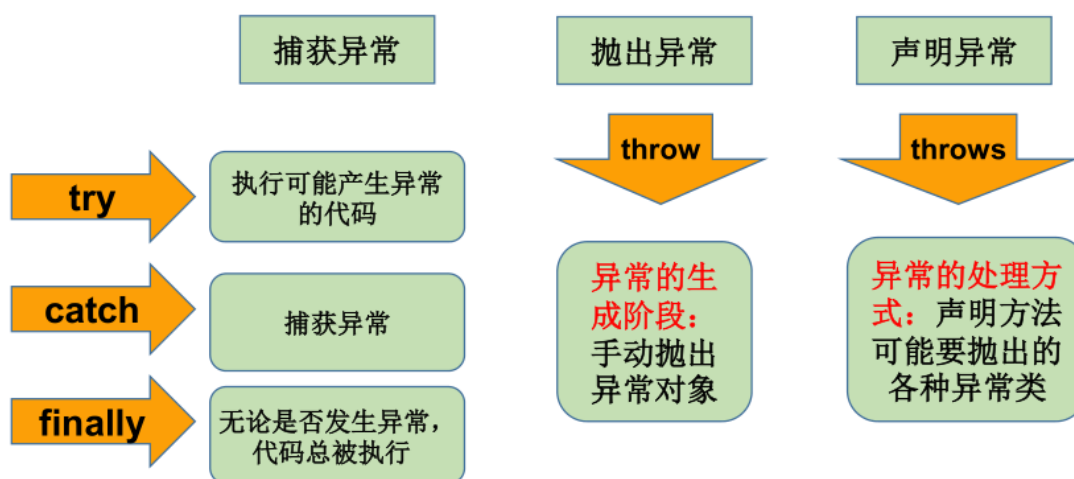 捕获异常
抛出异常
声明异常
try
执行可能产生异常
的代码
catch
捕获异常
finally
无论是否发生异常，
代码总被执行
throw
异常的生
成阶段：
手动抛出
异常对象
throws
异常的处理方
式：声明方法
可能要抛出的
各种异常类